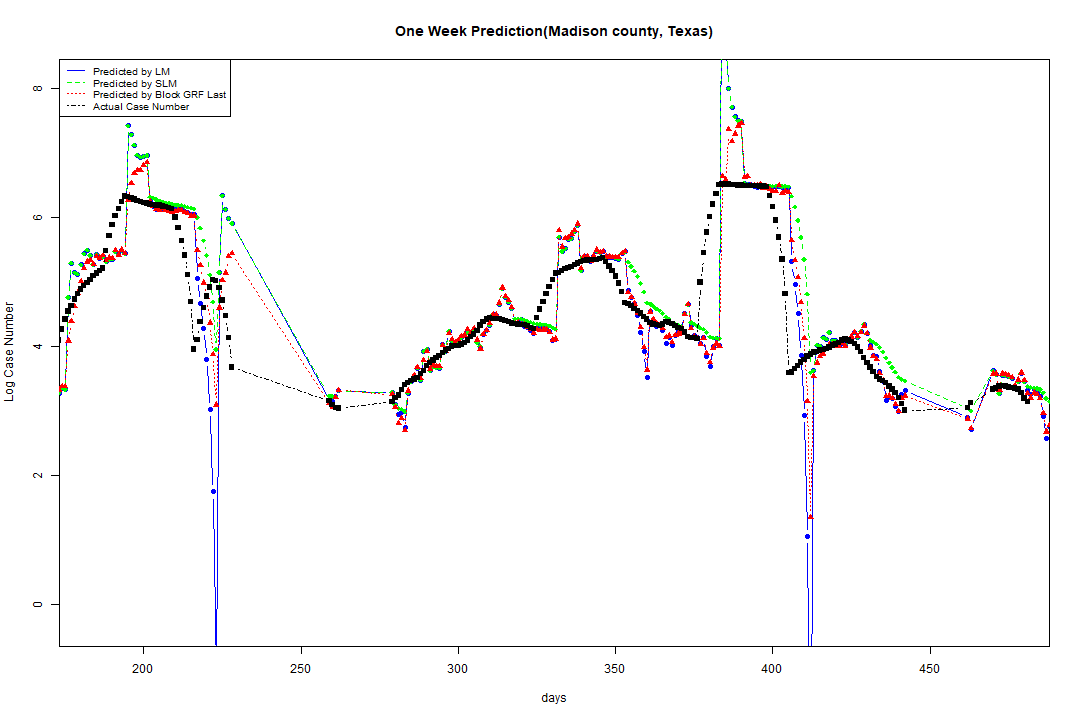 One Week Prediction(Madison county, Texas)
Predicted by LM
Predicted by SLM
Predicted by Block GRF Last
Actual Case Number
Log Case Number
8
6
4
2
0
200 250 300 350 400 450
days